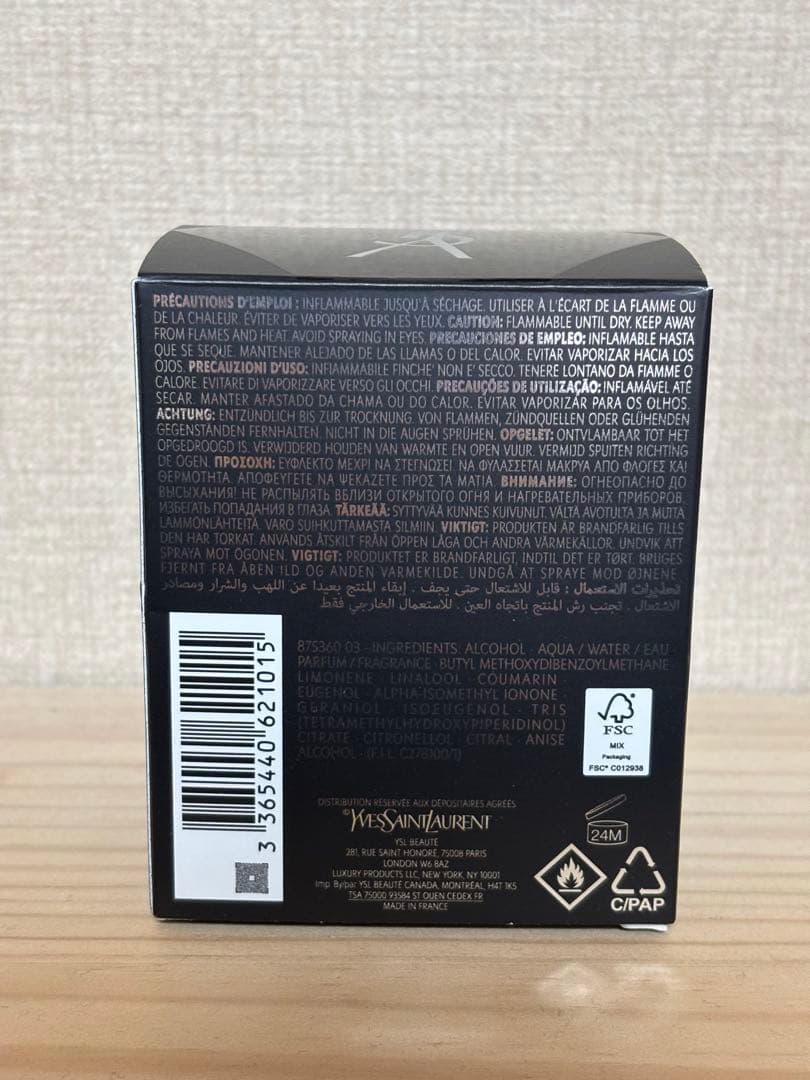 PRÉCAUTIONS D'EMPLOI : INFLAMMABLE JUSQU'À SÉCHAGE. UTILISER À L'ÉCART DE LA FLAMME OU
DE LA CHALEUR. ÉVITER DE VAPORISER VERS LES YEUX. CAUTION: FLAMMABLE UNTIL DRY. KEEP AWAY
FROM FLAMES AND HEAT. AVOID SPRAYING IN EYES. PRECAUCIONES DE EMPLEO: INFLAMABLE HASTA
QUE SE SEQUE. MANTENER ALEJADO DE LAS LLAMAS O DEL CALOR. EVITAR VAPORIZAR HACIA LOS
OJOS. PRECAUZIONI D'USO: INFIAMMABILE FINCHE' NON E' SECCO. TENERE LONTANO DA FIAMME O
CALORE. EVITARE DI VAPORIZZARE VERSO GLI OCCHI. PRECAUÇÕES DE UTILIZAÇÃO: INFLAMÁVEL ATÉ
SECAR. MANTER AFASTADO DA CHAMA OU DO CALOR. EVITAR VAPORIZAR PARA OS OLHOS.
ACHTUNG: ENTZÜNDLICH BIS ZUR TROCKNUNG. VON FLAMMEN, ZÜNDQUELLEN ODER GLÜHENDEN
GEGENSTÄNDEN FERNHALTEN. NICHT IN DIE AUGEN SPRÜHEN. OPGELET: ONTVLAMBAAR TOT HET
OPGEDROOGD IS. VERWIJDERD HOUDEN VAN WARMTE EN OPEN VUUR. VERMIJD SPUITEN RICHTING
DE OGEN. ΠΡΟΣΟΧΗ: ΕΥΦΛΕΚΤΟ ΜΕΧΡΙ ΝΑ ΣΤΕΓΝΩΣΕΙ. ΝΑ ΦΥΛΑΣΣΕΤΑΙ ΜΑΚΡΥΑ ΑΠΟ ΦΛΟΓΕΣ ΚΑΙ
ΘΕΡΜΟΤΗΤΑ. ΑΠΟΦΕΥΓΕΤΕ ΝΑ ΨΕΚΑΖΕΤΕ ΠΡΟΣ ΤΑ ΜΑΤΙΑ. ВНИМАНИЕ: ОГНЕОПАСНО ДО
ВЫСЫХАНИЯ! НЕ РАСПЫЛЯТЬ ВБЛИЗИ ОТКРЫТОГО ОГНЯ И НАГРЕВАТЕЛЬНЫХ ПРИБОРОВ.
ИЗБЕГАТЬ ПОПАДАНИЯ В ГЛАЗА. TÄRKEÄÄ: SYTTYVÄÄ KUNNES KUIVUNUT. VÄLTÄ AVOTULTA JA MUITA
LÄMMONLÄHTEITÄ. VARO SUIHKUTTAMASTA SILMIIN. VIKTIGT: PRODUKTEN ÄR BRANDFARLIG TILLS
DEN HAR TORKAT. ANVÄNDS ÅTSKILT FRÅN ÖPPEN LÅGA OCH ANDRA VÄRMEKÄLLOR. UNDVIK ATT
SPRAYA MOT ÖGONEN. VIGTIGT: PRODUKTET ER BRANDFARLIGT, INDTIL DET ER TØRT. BRUGES
FJERNT FRA ÅBEN ILD OG ANDEN VARMEKILDE. UNDGÅ AT SPRAYE MOD ØJNENE.
تحذيرات الاستعمال : قابل للاشتعال حتى يجف . إبقاء المنتج بعيدا عن اللهب والشرار ومصادر
الاشتعال . تجنب رش المنتج باتجاه العين . للاستعمال الخارجي فقط
875360 03 - INGREDIENTS: ALCOHOL · AQUA / WATER / EAU ·
PARFUM / FRAGRANCE · BUTYL METHOXYDIBENZOYLMETHANE ·
LIMONENE · LINALOOL · COUMARIN ·
EUGENOL · ALPHA-ISOMETHYL IONONE ·
GERANIOL · ISOEUGENOL · TRIS
(TETRAMETHYLHYDROXYPIPERIDINOL)
CITRATE · CITRONELLOL · CITRAL · ANISE
ALCOHOL · (F.I.L. C278100/1)
3 365440 621015
FSC
MIX
Packaging
FSC® C012938
DISTRIBUTION RÉSERVÉE AUX DÉPOSITAIRES AGRÉÉS
©YVESSAINTLAURENT
YSL BEAUTÉ
281, RUE SAINT HONORÉ, 75008 PARIS
LONDON W6 8AZ
LUXURY PRODUCTS LLC, NEW YORK, NY 10001
Imp. By/par YSL BEAUTÉ CANADA, MONTRÉAL, H4T 1K5
TSA 75000 93584 ST OUEN CEDEX FR
MADE IN FRANCE
24M
C/PAP